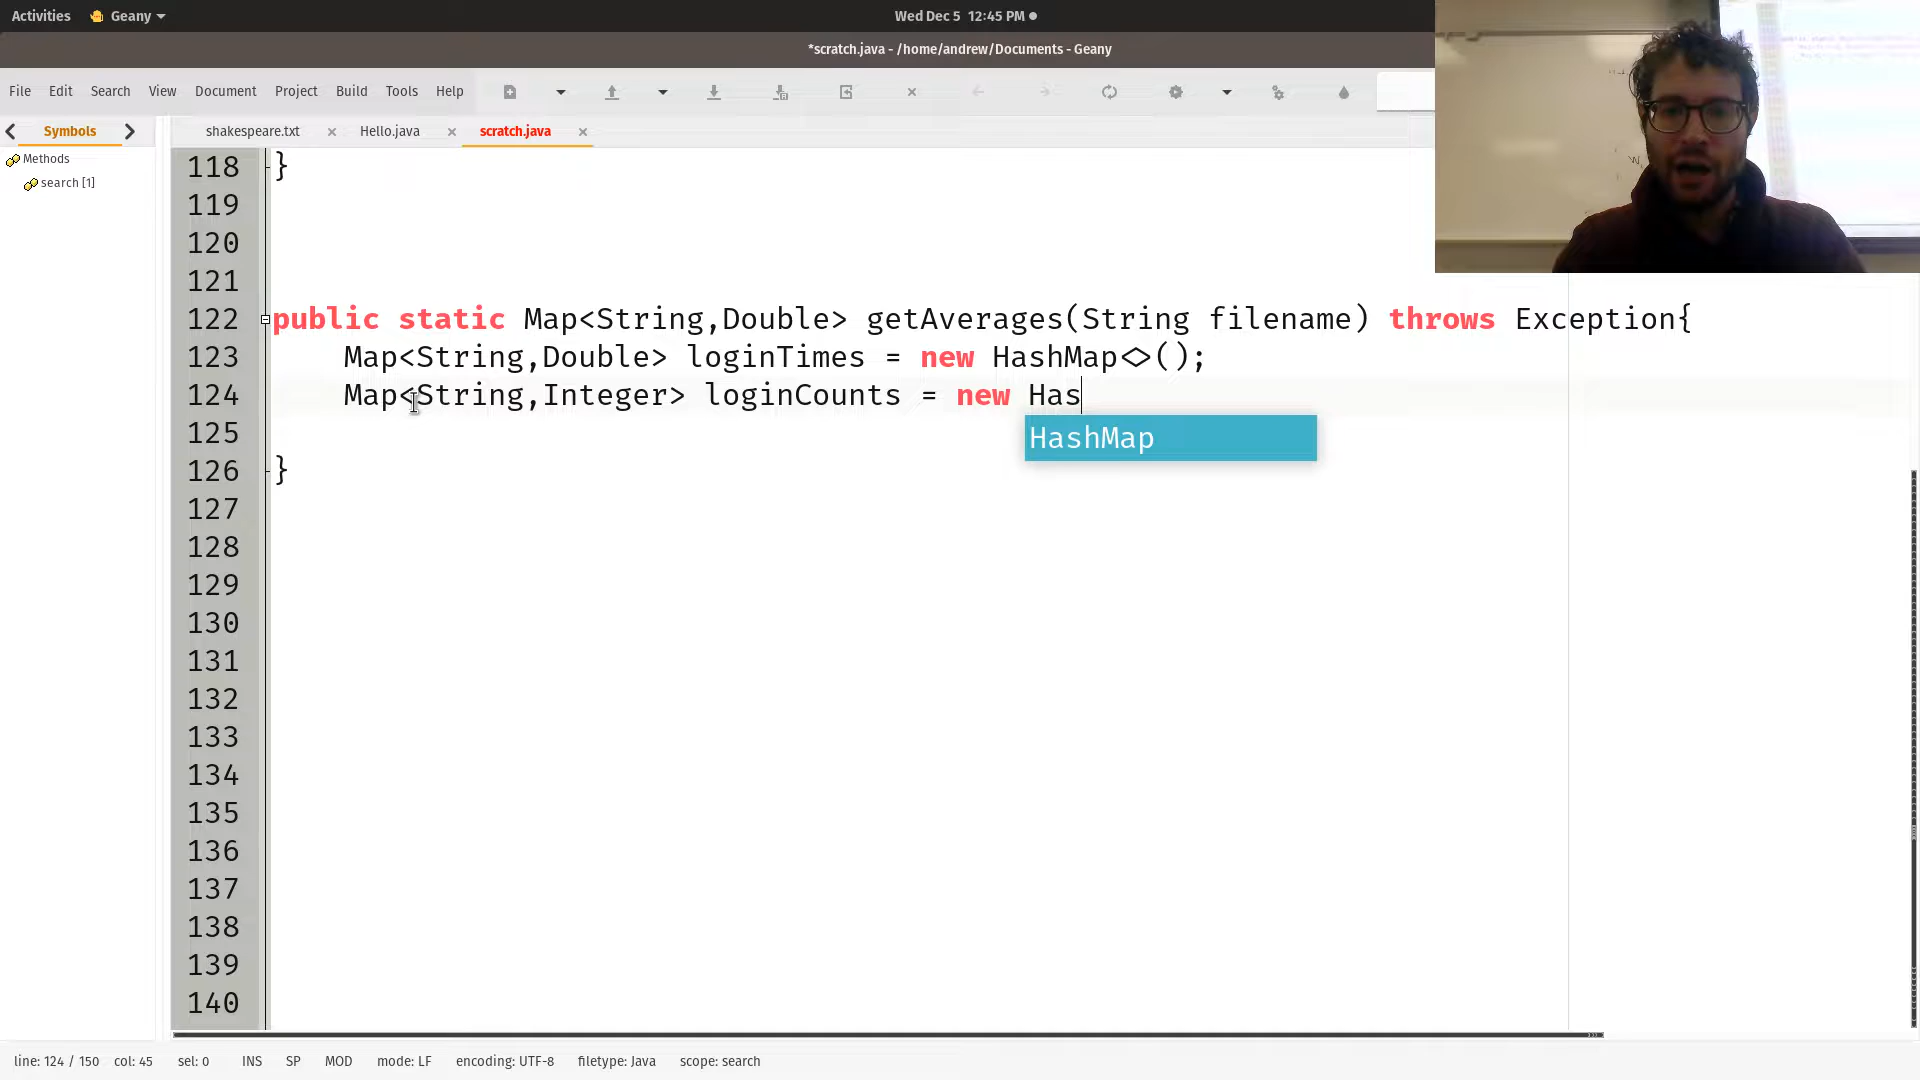 Activities Geany Wed Dec 5 12:45 PM
*scratch.java - /home/andrew/Documents - Geany
File Edit Search View Document Project Build Tools Help
Symbols shakespeare.txt Hello.java scratch.java
Methods
search [1]
118 }
119
120
121
122 public static Map<String,Double> getAverages(String filename) throws Exception{
123 Map<String,Double> loginTimes = new HashMap<>();
124 Map<String,Integer> loginCounts = new Has
125 HashMap
126 }
127
128
129
130
131
132
133
134
135
136
137
138
139
140
line: 124 / 150 col: 45 sel: 0 INS SP MOD mode: LF encoding: UTF-8 filetype: Java scope: search